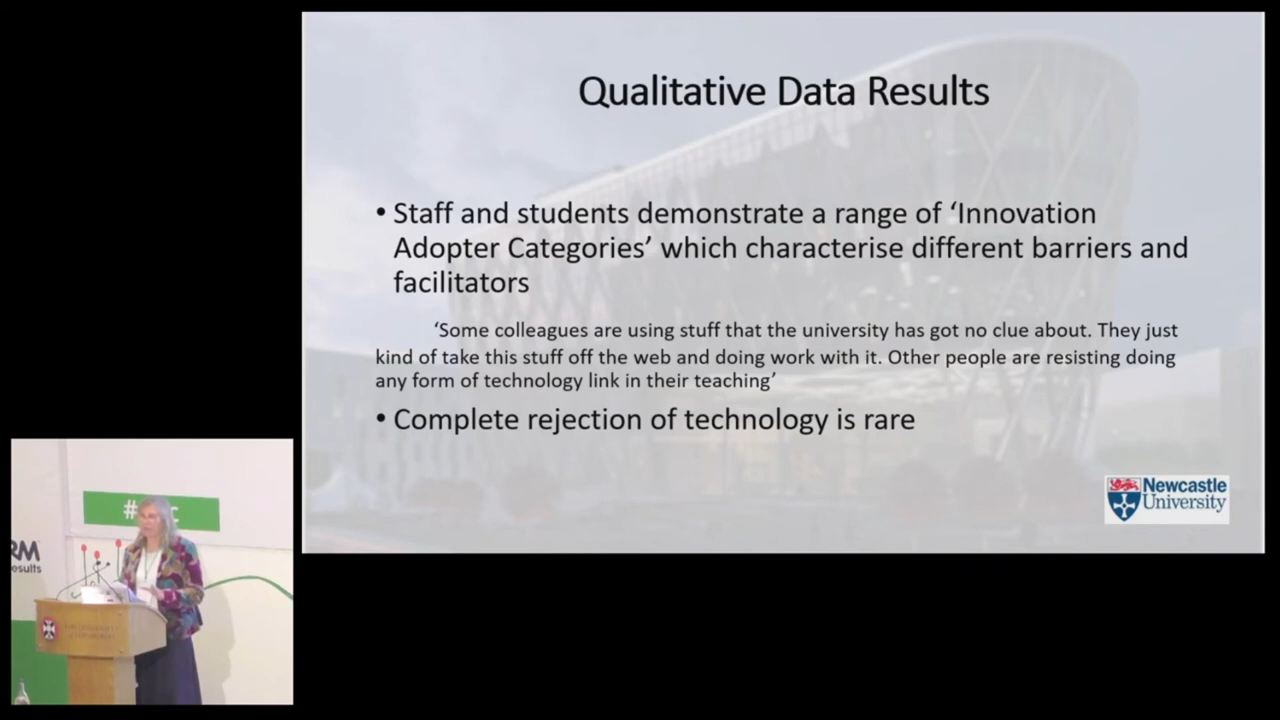 Qualitative Data Results
• Staff and students demonstrate a range of ‘Innovation
Adopter Categories’ which characterise different barriers and
facilitators
‘Some colleagues are using stuff that the university has got no clue about. They just
kind of take this stuff off the web and doing work with it. Other people are resisting doing
any form of technology link in their teaching’
• Complete rejection of technology is rare
Newcastle
University
#
RM
esults